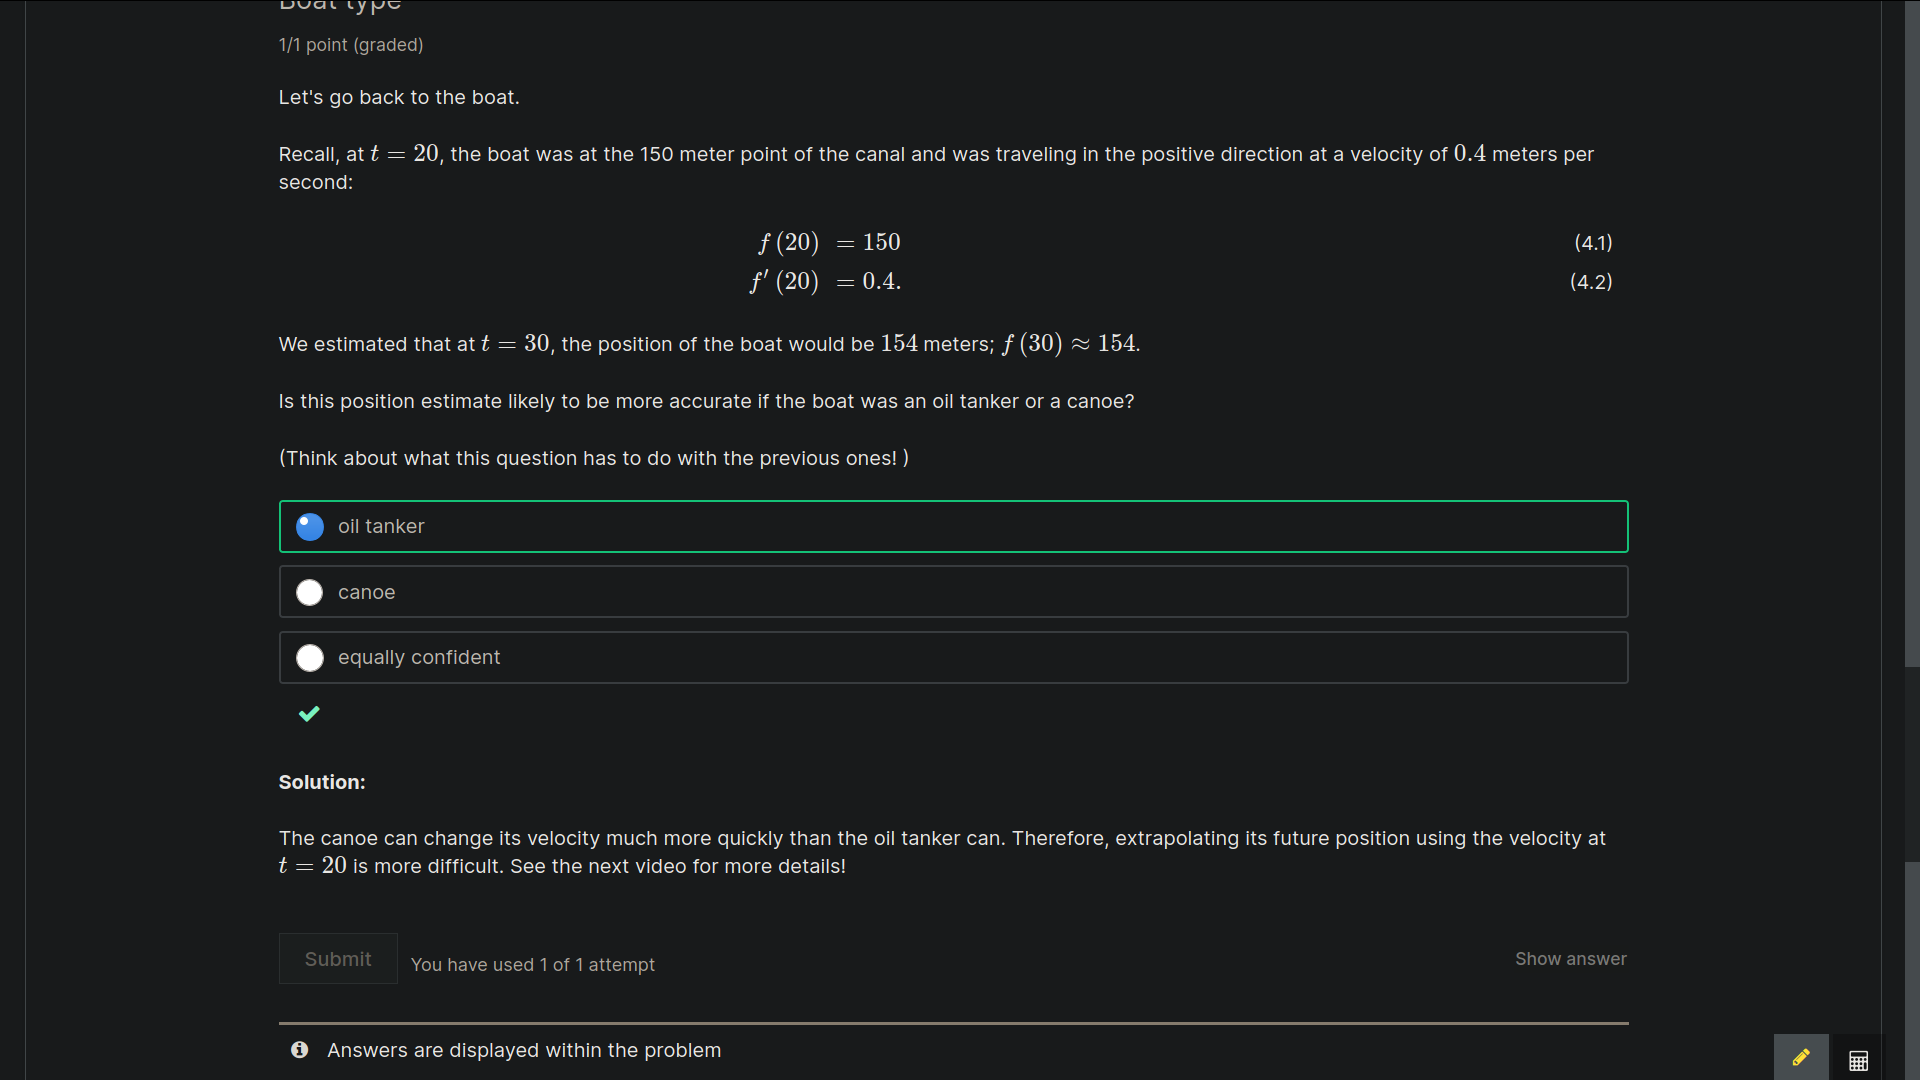 Boat type
1/1 point (graded)
Let's go back to the boat.
Recall, at t = 20, the boat was at the 150 meter point of the canal and was traveling in the positive direction at a velocity of 0.4 meters per
second:
f (20) = 150 (4.1)
f′ (20) = 0.4. (4.2)
We estimated that at t = 30, the position of the boat would be 154 meters; f (30) ≈ 154.
Is this position estimate likely to be more accurate if the boat was an oil tanker or a canoe?
(Think about what this question has to do with the previous ones! )
oil tanker
canoe
equally confident
Solution:
The canoe can change its velocity much more quickly than the oil tanker can. Therefore, extrapolating its future position using the velocity at
t = 20 is more difficult. See the next video for more details!
Submit You have used 1 of 1 attempt Show answer
Answers are displayed within the problem